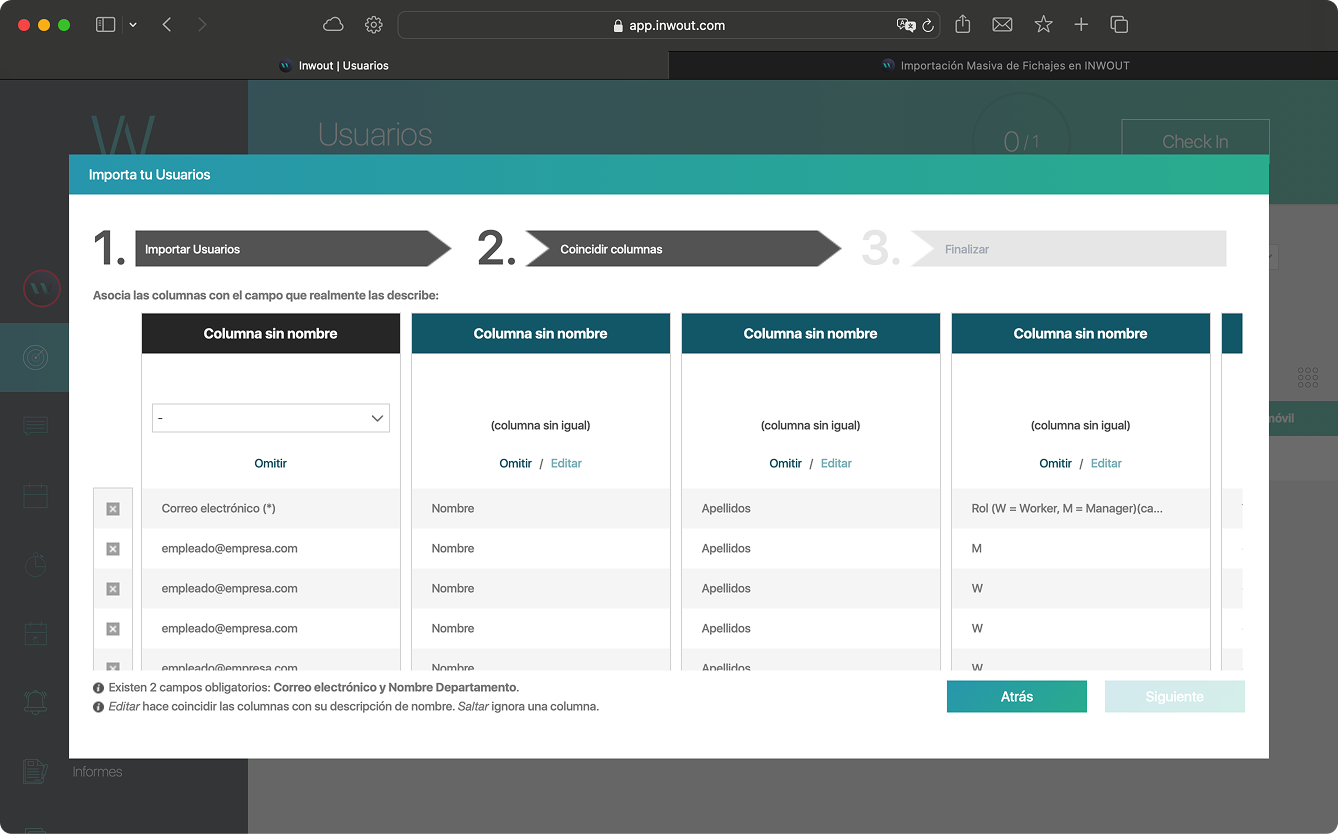 app.inwout.com
Inwout | Usuarios
Importación Masiva de Fichajes en INWOUT
W
Usuarios
0/1
Check In
Importa tu Usuarios
1. Importar Usuarios
2. Coincidir columnas
3. Finalizar
Asocia las columnas con el campo que realmente las describe:
Columna sin nombre Columna sin nombre Columna sin nombre Columna sin nombre
-
(columna sin igual) (columna sin igual) (columna sin igual)
Omitir Omitir / Editar Omitir / Editar Omitir / Editar
móvil
Correo electrónico (*) Nombre Apellidos Rol (W = Worker, M = Manager)(ca...
empleado@empresa.com Nombre Apellidos M
empleado@empresa.com Nombre Apellidos W
empleado@empresa.com Nombre Apellidos W
empleado@empresa.com Nombre Apellidos W
Existen 2 campos obligatorios: Correo electrónico y Nombre Departamento.
Editar hace coincidir las columnas con su descripción de nombre. Saltar ignora una columna.
Atrás
Siguiente
Informes